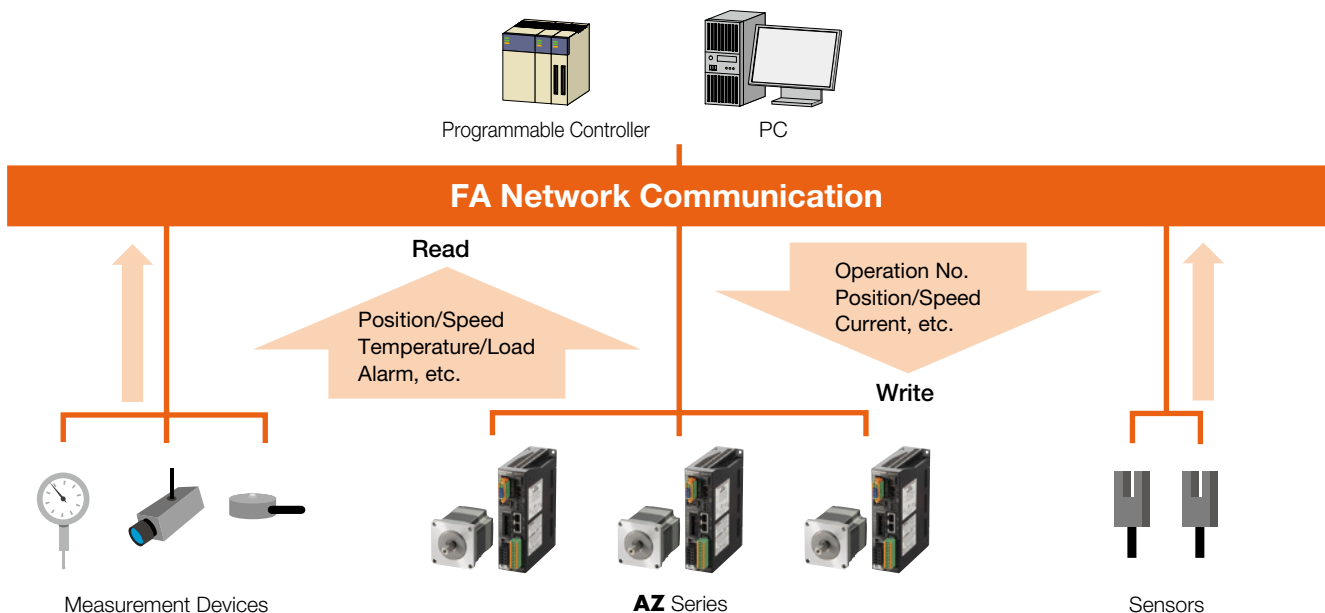 Programmable Controller
PC
FA Network Communication
Read
Position/Speed
Temperature/Load
Alarm, etc.
Operation No.
Position/Speed
Current, etc.
Write
Measurement Devices
AZ Series
Sensors